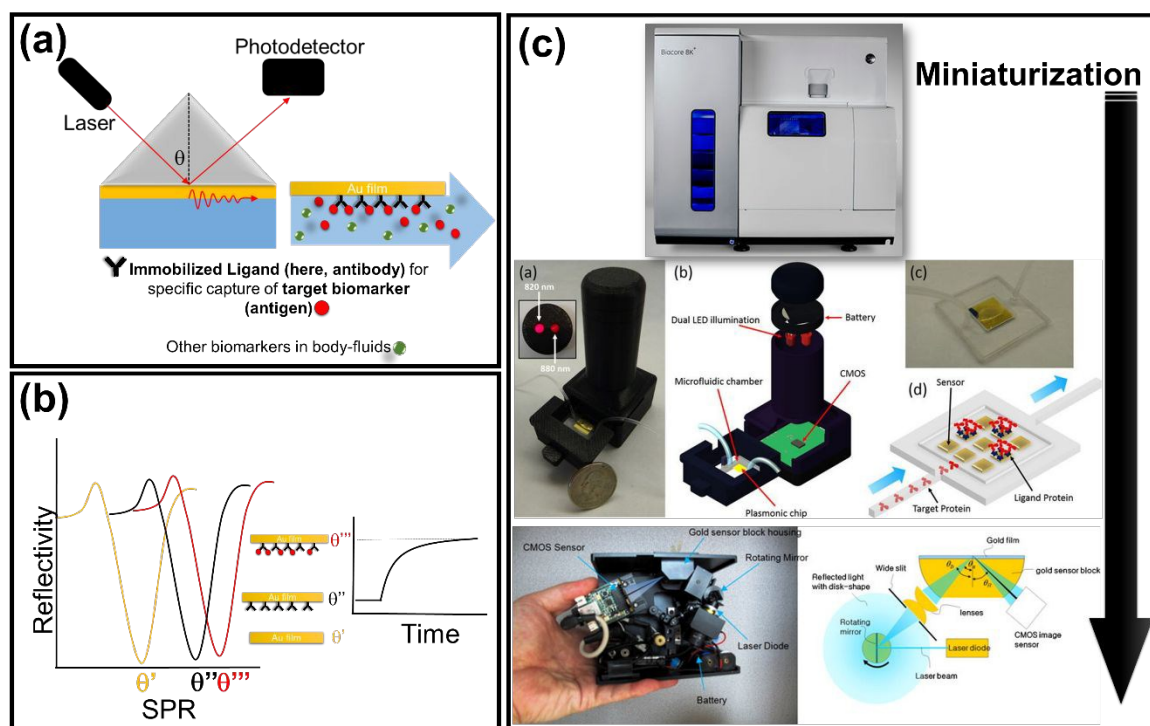 (a)
Photodetector
Laser
θ
Au film
Immobilized Ligand (here, antibody) for
specific capture of target biomarker
(antigen)
Other biomarkers in body-fluids
(b)
Reflectivity
Au film
θ'''
Au film
θ''
Au film
θ'
Time
θ' θ'' θ'''
SPR
(c)
Biacore 8K+
Miniaturization
(a)
820 nm
880 nm
(b)
Battery
Dual LED illumination
Microfluidic chamber
CMOS
Plasmonic chip
(c)
(d)
Sensor
Ligand Protein
Target Protein
CMOS Sensor
Gold sensor block housing
Rotating Mirror
Laser Diode
Battery
Gold film
gold sensor block
Wide slit
Reflected light
with disk-shape
lenses
Rotating
mirror
CMOS image
sensor
Laser diode
Laser beam